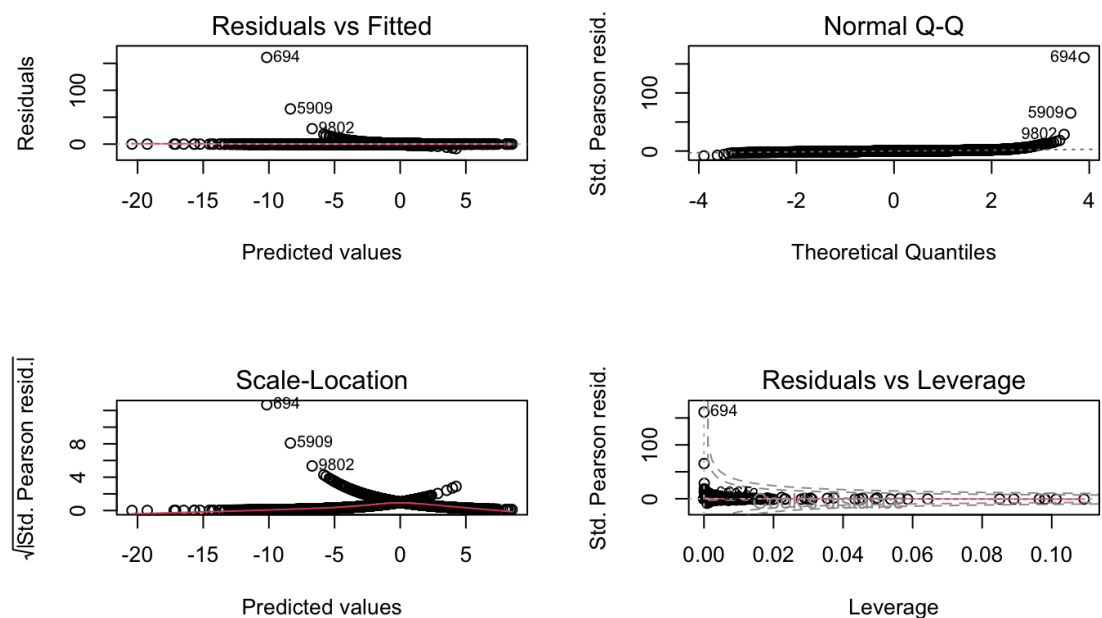 Residuals vs Fitted
Residuals
694
5909
9802
100
0
-20 -15 -10 -5 0 5
Predicted values
Normal Q-Q
Std. Pearson resid.
694
5909
9802
100
0
-4 -2 0 2 4
Theoretical Quantiles
Scale-Location
√|Std. Pearson resid.|
694
5909
9802
8
4
0
-20 -15 -10 -5 0 5
Predicted values
Residuals vs Leverage
Std. Pearson resid.
694
100
0
distance
0.00 0.02 0.04 0.06 0.08 0.10
Leverage